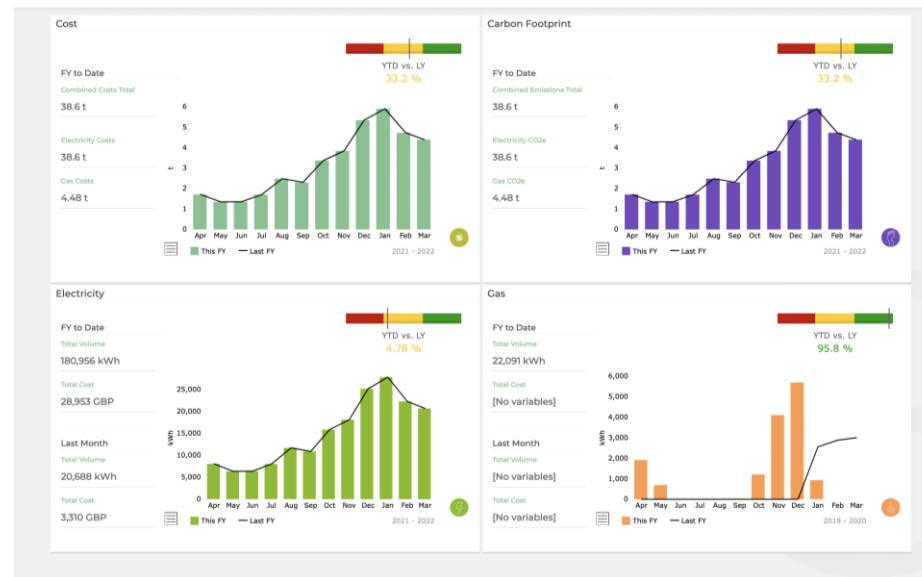 Cost
YTD vs. LY
33.2 %
FY to Date
Combined Costs Total
38.6 t
Electricity Costs
38.6 t
Gas Costs
4.48 t
6
5
4
3
2
1
0
t
Apr May Jun Jul Aug Sep Oct Nov Dec Jan Feb Mar
This FY Last FY
2021 - 2022
Carbon Footprint
YTD vs. LY
33.2 %
FY to Date
Combined Emissions Total
38.6 t
Electricity CO2e
38.6 t
Gas CO2e
4.48 t
6
5
4
3
2
1
0
t
Apr May Jun Jul Aug Sep Oct Nov Dec Jan Feb Mar
This FY Last FY
2021 - 2022
Electricity
YTD vs. LY
4.78 %
FY to Date
Total Volume
180,956 kWh
Total Cost
28,953 GBP
Last Month
Total Volume
20,688 kWh
Total Cost
3,310 GBP
25,000
20,000
15,000
10,000
5,000
0
kWh
Apr May Jun Jul Aug Sep Oct Nov Dec Jan Feb Mar
This FY Last FY
2021 - 2022
Gas
YTD vs. LY
95.8 %
FY to Date
Total Volume
22,091 kWh
Total Cost
[No variables]
Last Month
Total Volume
[No variables]
Total Cost
[No variables]
6,000
5,000
4,000
3,000
2,000
1,000
0
kWh
Apr May Jun Jul Aug Sep Oct Nov Dec Jan Feb Mar
This FY Last FY
2019 - 2020